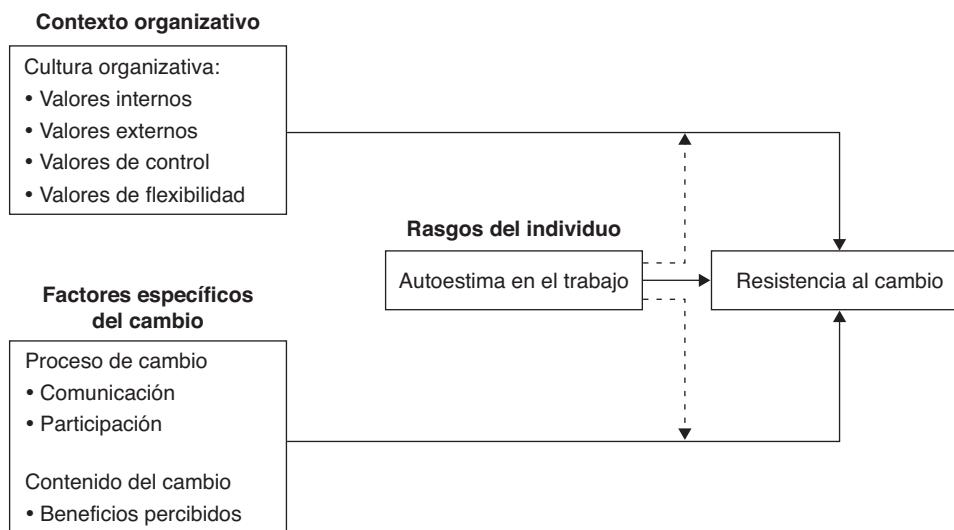 Contexto organizativo
Cultura organizativa:
• Valores internos
• Valores externos
• Valores de control
• Valores de flexibilidad
Rasgos del individuo
Autoestima en el trabajo
Resistencia al cambio
Factores específicos
del cambio
Proceso de cambio
• Comunicación
• Participación
Contenido del cambio
• Beneficios percibidos